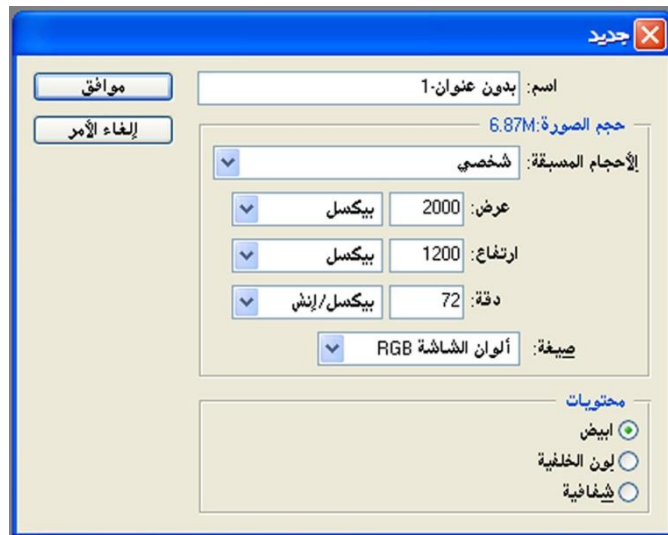 جديد
اسم: بدون عنوان-1
موافق
إلغاء الأمر
حجم الصورة:6.87M
الأحجام المسبقة: شخصي
عرض: 2000 بيكسل
ارتفاع: 1200 بيكسل
دقة: 72 بيكسل/إنش
صيغة: ألوان الشاشة RGB
محتويات
ابيض
لون الخلفية
شفافية